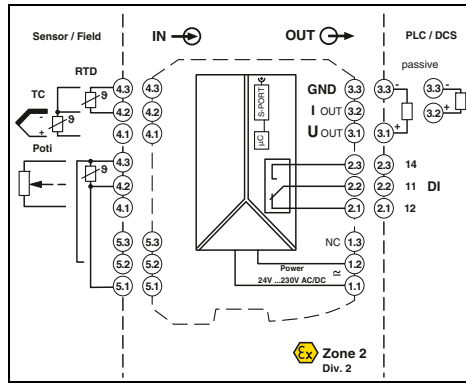 Sensor / Field
IN
OUT
PLC / DCS
RTD
TC
ϑ
ϑ
-
+
4.3
4.2
4.1
4.3
4.2
4.1
S-PORT
µC
GND
I OUT
U OUT
3.3
3.2
3.1
passive
3.3
3.1
-
+
3.3
3.2
-
+
Poti
ϑ
4.3
4.2
4.1
5.3
5.2
5.1
5.3
5.2
5.1
2.3
2.2
2.1
2.3
2.2
2.1
14
11
12
DI
NC
1.3
1.2
1.1
Power
≃
24V ...230V AC/DC
Ex
Zone 2
Div. 2